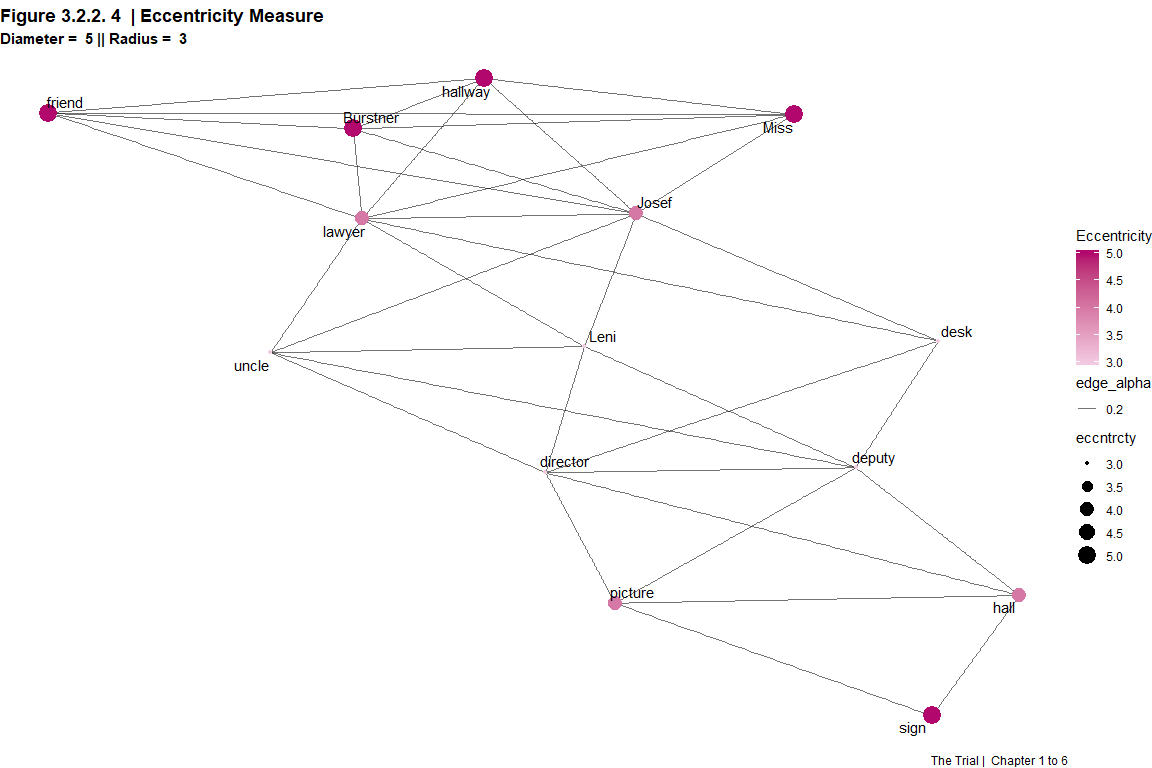 Figure 3.2.2. 4 | Eccentricity Measure
Diameter = 5 || Radius = 3
hallway
friend
Burstner
Miss
Josef
lawyer
Leni
desk
uncle
director
deputy
picture
hall
sign
Eccentricity
5.0
4.5
4.0
3.5
3.0
edge_alpha
0.2
eccntrcty
3.0
3.5
4.0
4.5
5.0
The Trial | Chapter 1 to 6